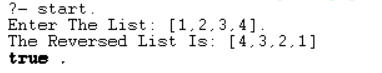 ?- start.
Enter The List: [1,2,3,4].
The Reversed List Is: [4,3,2,1]
true .